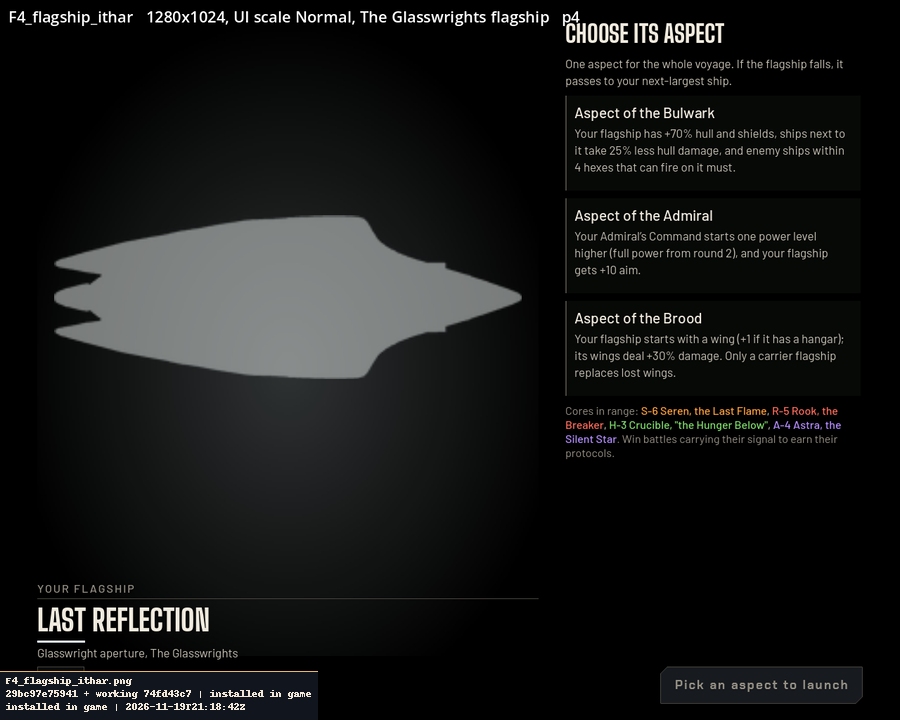 F4_flagship_ithar 1280x1024, UI scale Normal, The Glasswrights flagship p4
CHOOSE ITS ASPECT
One aspect for the whole voyage. If the flagship falls, it
passes to your next-largest ship.
Aspect of the Bulwark
Your flagship has +70% hull and shields, ships next to
it take 25% less hull damage, and enemy ships within
4 hexes that can fire on it must.
Aspect of the Admiral
Your Admiral's Command starts one power level
higher (full power from round 2), and your flagship
gets +10 aim.
Aspect of the Brood
Your flagship starts with a wing (+1 if it has a hangar);
its wings deal +30% damage. Only a carrier flagship
replaces lost wings.
Cores in range: S-6 Seren, the Last Flame, R-5 Rook, the
Breaker, H-3 Crucible, "the Hunger Below", A-4 Astra, the
Silent Star. Win battles carrying their signal to earn their
protocols.
YOUR FLAGSHIP
LAST REFLECTION
Glasswright aperture, The Glasswrights
Pick an aspect to launch
F4_flagship_ithar.png
29bc97e75941 + working 74fd43c7 | installed in game
installed in game | 2026-11-19T21:18:42Z